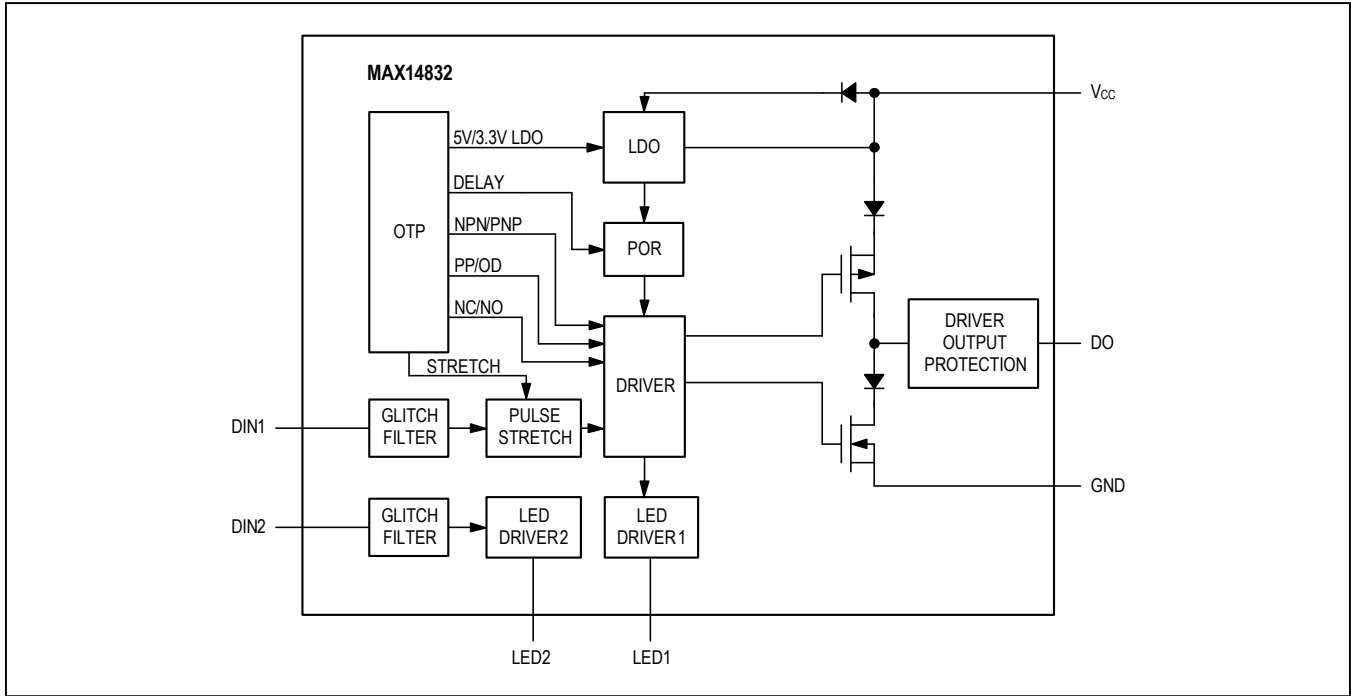 MAX14832
VCC
5V/3.3V LDO
LDO
DELAY
OTP
NPN/PNP
POR
PP/OD
NC/NO
DRIVER
OUTPUT
PROTECTION
DO
STRETCH
DRIVER
DIN1
GLITCH
FILTER
PULSE
STRETCH
GND
DIN2
GLITCH
FILTER
LED
DRIVER2
LED
DRIVER1
LED2
LED1